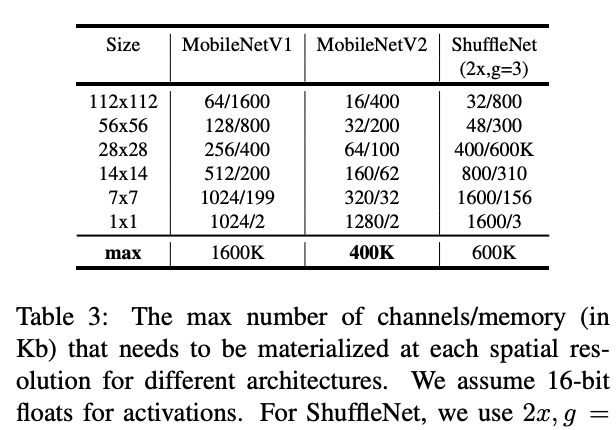 Size MobileNetV1 MobileNetV2 ShuffleNet
(2x,g=3)
112x112 64/1600 16/400 32/800
56x56 128/800 32/200 48/300
28x28 256/400 64/100 400/600K
14x14 512/200 160/62 800/310
7x7 1024/199 320/32 1600/156
1x1 1024/2 1280/2 1600/3
max 1600K 400K 600K
Table 3: The max number of channels/memory (in
Kb) that needs to be materialized at each spatial res-
olution for different architectures. We assume 16-bit
floats for activations. For ShuffleNet, we use 2x, g =